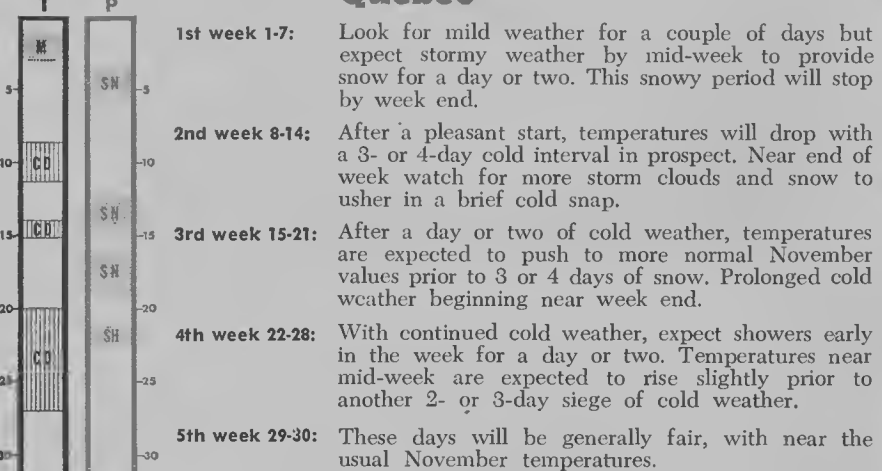 Quebec
T P
1st week 1-7: Look for mild weather for a couple of days but
expect stormy weather by mid-week to provide
snow for a day or two. This snowy period will stop
by week end.
2nd week 8-14: After a pleasant start, temperatures will drop with
a 3- or 4-day cold interval in prospect. Near end of
week watch for more storm clouds and snow to
usher in a brief cold snap.
3rd week 15-21: After a day or two of cold weather, temperatures
are expected to push to more normal November
values prior to 3 or 4 days of snow. Prolonged cold
weather beginning near week end.
4th week 22-28: With continued cold weather, expect showers early
in the week for a day or two. Temperatures near
mid-week are expected to rise slightly prior to
another 2- or 3-day siege of cold weather.
5th week 29-30: These days will be generally fair, with near the
usual November temperatures.
M
SN
5 5
CD
10 10
SN
CD
15 15
SN
20 20
SH
CD
25 25
30 30